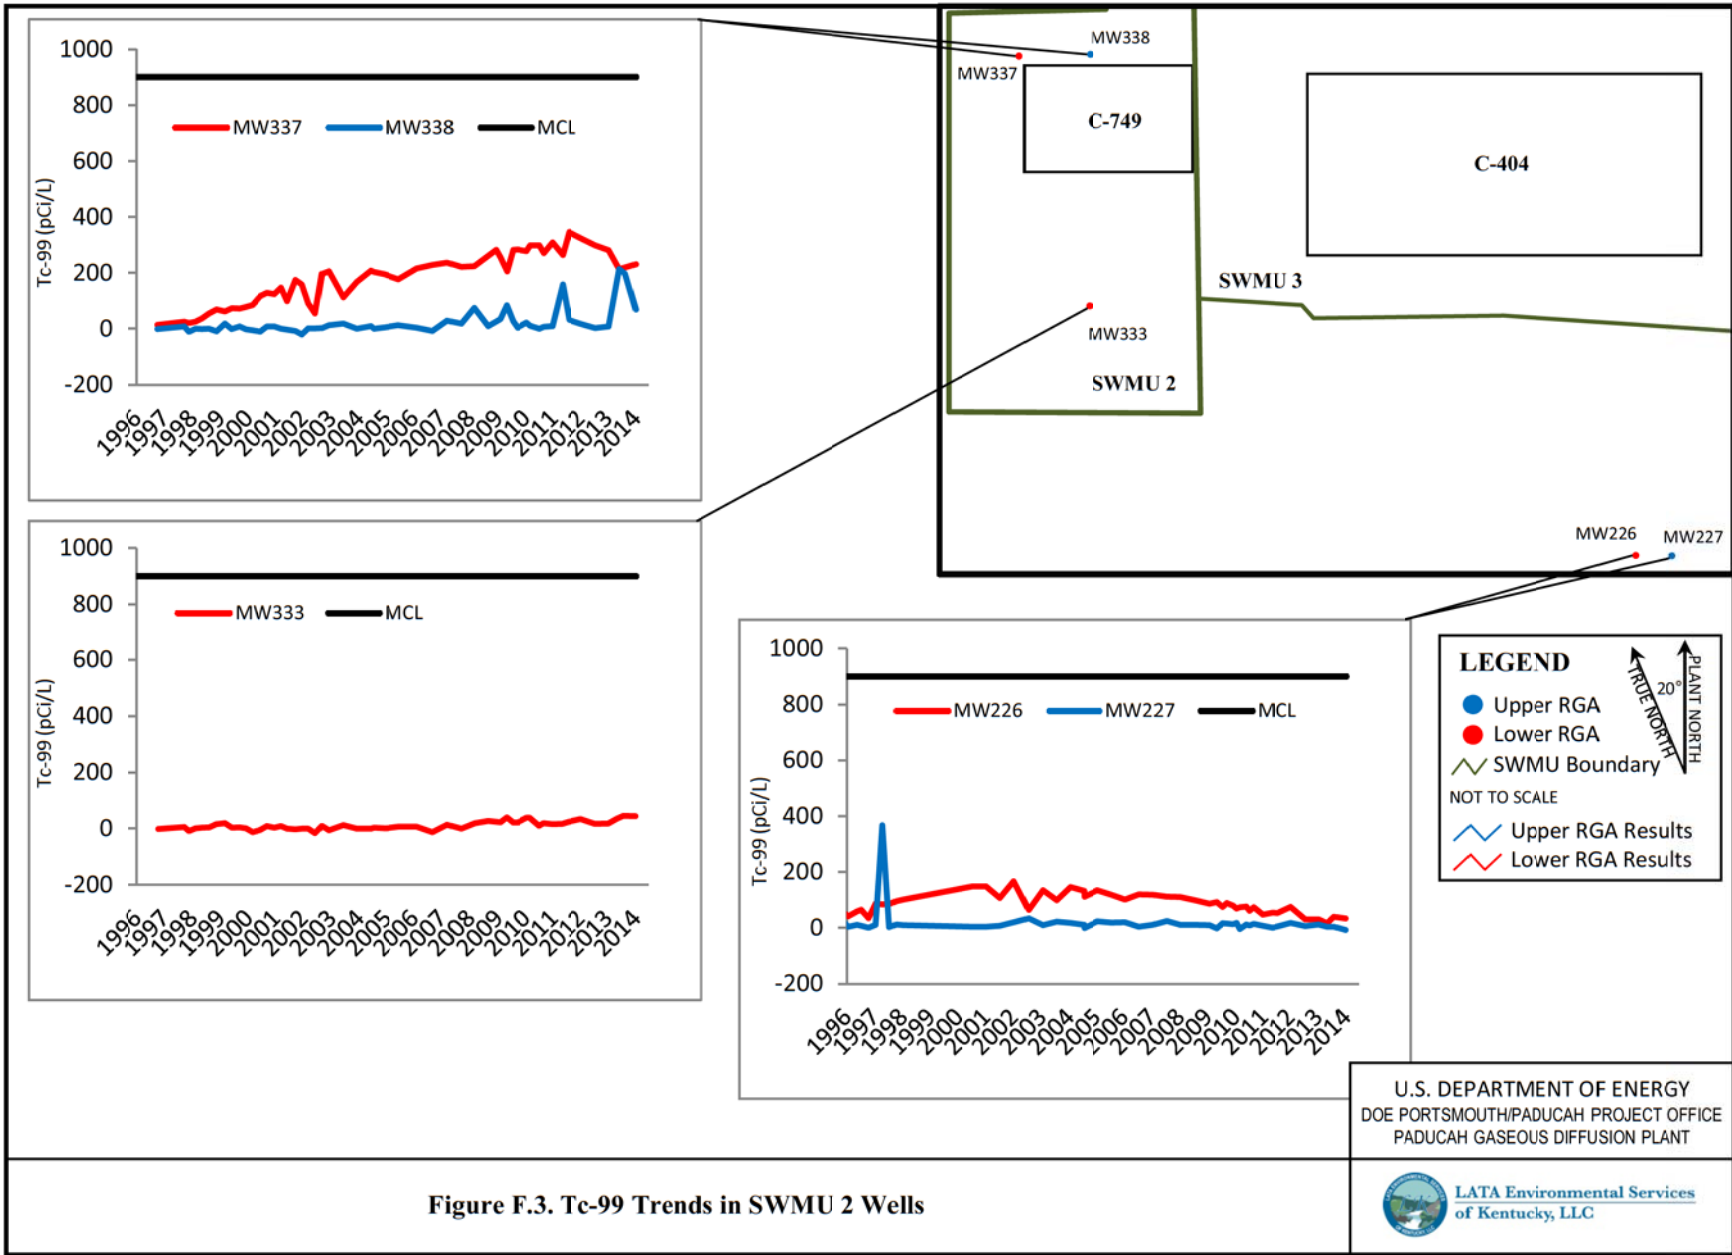 1000
800
600
400
200
0
-200
Tc-99 (pCi/L)
MW337 MW338 MCL
1996 1997 1998 1999 2000 2001 2002 2003 2004 2005 2006 2007 2008 2009 2010 2011 2012 2013 2014
MW338
MW337
C-749
C-404
SWMU 3
MW333
SWMU 2
MW226 MW227
1000
800
600
400
200
0
-200
Tc-99 (pCi/L)
MW333 MCL
1996 1997 1998 1999 2000 2001 2002 2003 2004 2005 2006 2007 2008 2009 2010 2011 2012 2013 2014
1000
800
600
400
200
0
-200
Tc-99 (pCi/L)
MW226 MW227 MCL
1996 1997 1998 1999 2000 2001 2002 2003 2004 2005 2006 2007 2008 2009 2010 2011 2012 2013 2014
LEGEND
Upper RGA
Lower RGA
SWMU Boundary
NOT TO SCALE
Upper RGA Results
Lower RGA Results
TRUE NORTH
20°
PLANT NORTH
U.S. DEPARTMENT OF ENERGY
DOE PORTSMOUTH/PADUCAH PROJECT OFFICE
PADUCAH GASEOUS DIFFUSION PLANT
Figure F.3. Tc-99 Trends in SWMU 2 Wells
LATA Environmental Services
of Kentucky, LLC